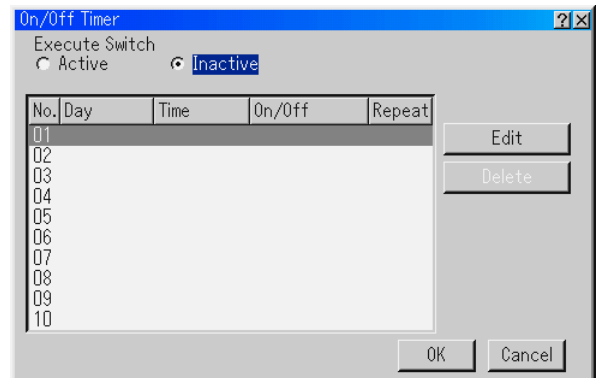 On/Off Timer ? ×
Execute Switch
Active Inactive
No. Day Time On/Off Repeat
01
02
03
04
05
06
07
08
09
10
Edit
Delete
OK Cancel